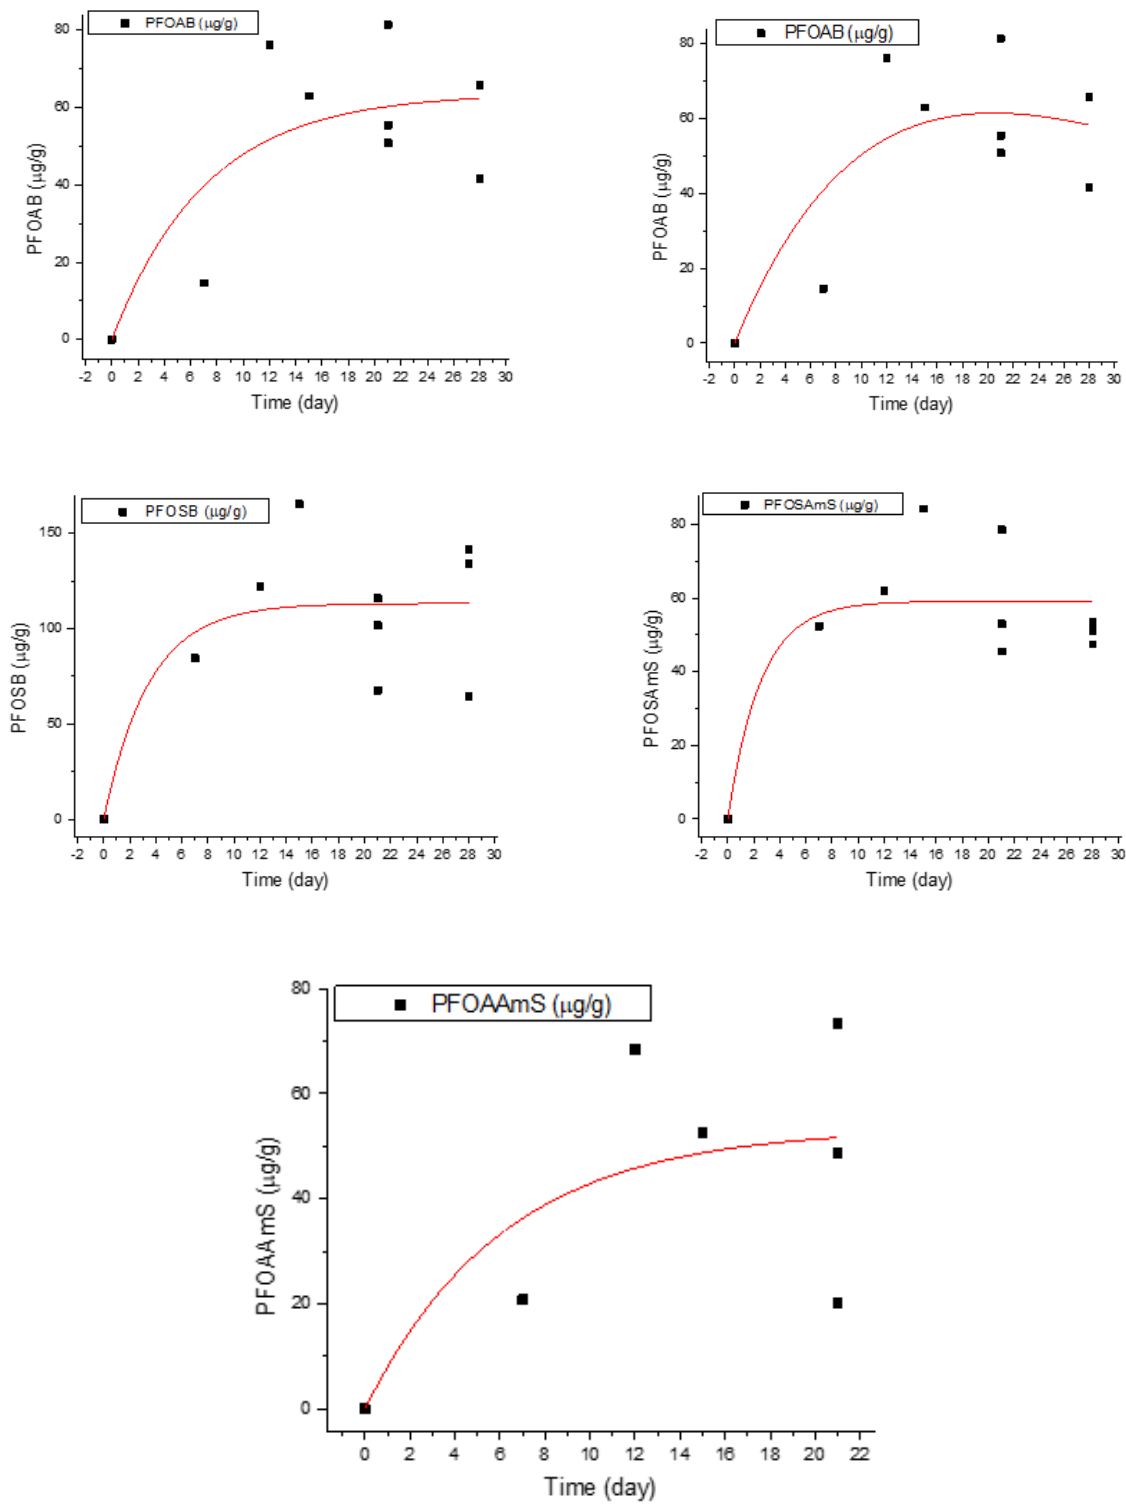 PFOAB (μg/g)
80
60
40
20
0
PFOAB (μg/g)
-2 0 2 4 6 8 10 12 14 16 18 20 22 24 26 28 30
Time (day)
PFOAB (μg/g)
80
60
40
20
0
PFOAB (μg/g)
-2 0 2 4 6 8 10 12 14 16 18 20 22 24 26 28 30
Time (day)
PFOSB (μg/g)
150
100
50
0
PFOSB (μg/g)
-2 0 2 4 6 8 10 12 14 16 18 20 22 24 26 28 30
Time (day)
PFOSAmS (μg/g)
80
60
40
20
0
PFOSAmS (μg/g)
-2 0 2 4 6 8 10 12 14 16 18 20 22 24 26 28 30
Time (day)
PFOAAmS (μg/g)
80
60
40
20
0
PFOAAmS (μg/g)
0 2 4 6 8 10 12 14 16 18 20 22
Time (day)